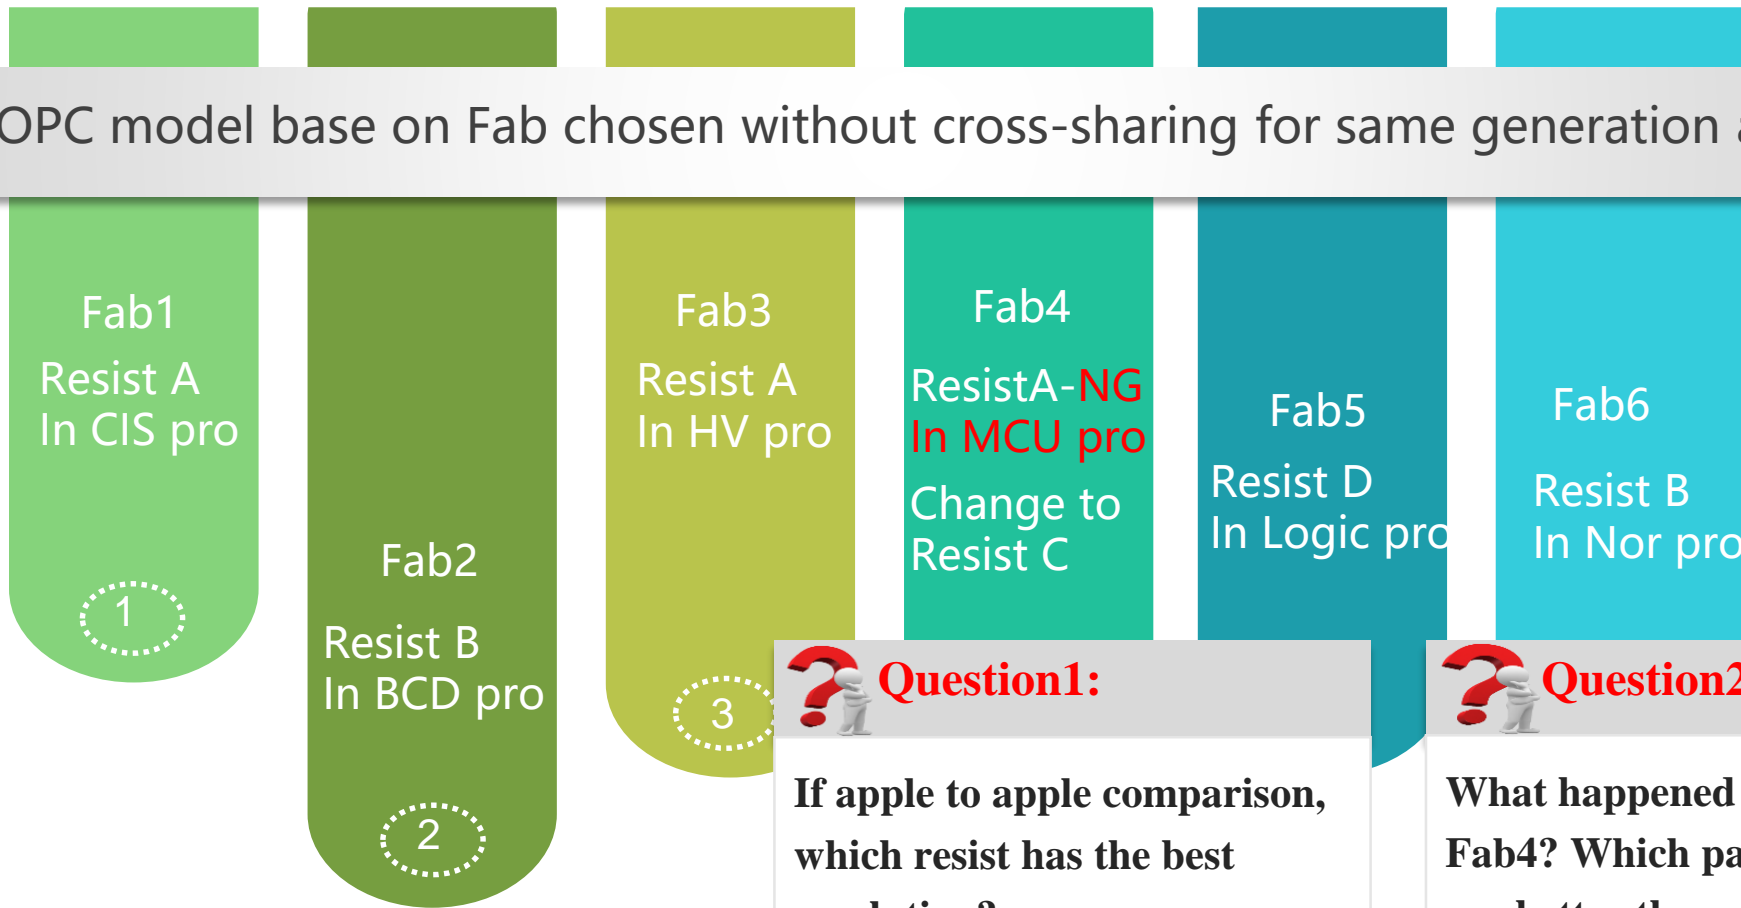 OPC model base on Fab chosen without cross-sharing for same generation
Fab1
Resist A
In CIS pro
1
Fab2
Resist B
In BCD pro
2
Fab3
Resist A
In HV pro
3
Fab4
ResistA-NG
In MCU pro
Change to
Resist C
Fab5
Resist D
In Logic pro
Fab6
Resist B
In Nor pro
Question1:
If apple to apple comparison,
which resist has the best
Question2
What happened
Fab4? Which